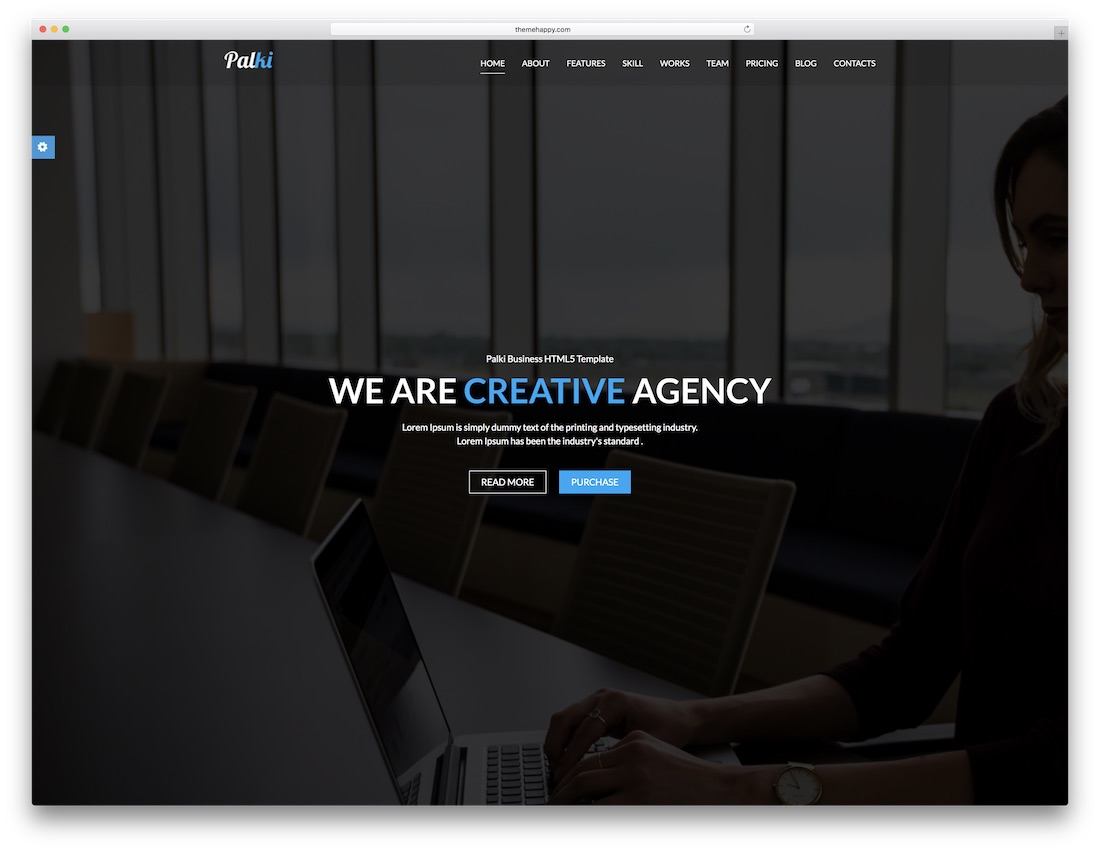 themehappy.com
Palki
HOME ABOUT FEATURES SKILL WORKS TEAM PRICING BLOG CONTACTS
Palki Business HTML5 Template
WE ARE CREATIVE AGENCY
Lorem Ipsum is simply dummy text of the printing and typesetting industry.
Lorem Ipsum has been the industry's standard .
READ MORE PURCHASE